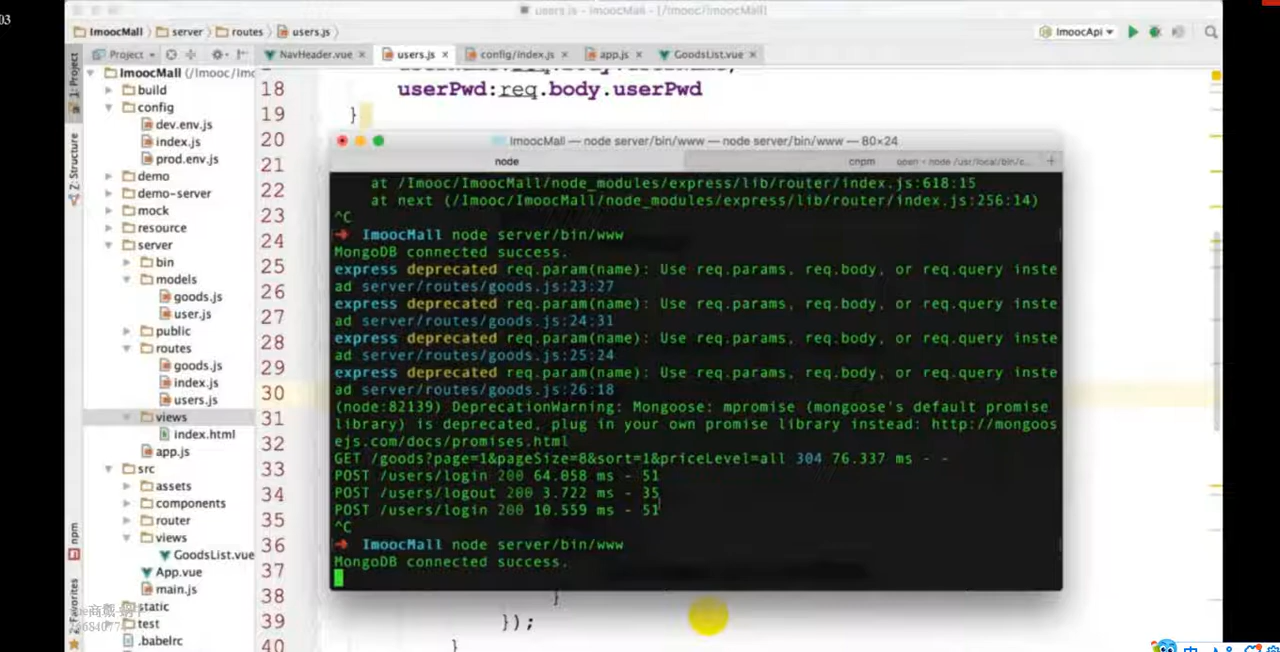 03
users.js - ImoocMall - [/Imooc/ImoocMall]
ImoocMall server routes users.js
ImoocApi
Project
NavHeader.vue users.js config/index.js app.js GoodsList.vue
1: Project
Z: Structure
npm
2: Favorites
ImoocMall (/Imooc/Imo
build
config
dev.env.js
index.js
prod.env.js
demo
demo-server
mock
resource
server
bin
models
goods.js
user.js
public
routes
goods.js
index.js
users.js
views
index.html
app.js
src
assets
components
router
views
GoodsList.vue
App.vue
main.js
static
test
.babelrc
18 userPwd:req.body.userPwd
19 }
20
21
22
23
24
25
26
27
28
29
30
31
32
33
34
35
36
37
38 }
39 });
40 }
ImoocMall — node server/bin/www — node server/bin/www — 80×24
node cnpm open < node /usr/local/bin/c... +
at /Imooc/ImoocMall/node_modules/express/lib/router/index.js:618:15
at next (/Imooc/ImoocMall/node_modules/express/lib/router/index.js:256:14)
^C
➜ ImoocMall node server/bin/www
MongoDB connected success.
express deprecated req.param(name): Use req.params, req.body, or req.query inste
ad server/routes/goods.js:23:27
express deprecated req.param(name): Use req.params, req.body, or req.query inste
ad server/routes/goods.js:24:31
express deprecated req.param(name): Use req.params, req.body, or req.query inste
ad server/routes/goods.js:25:24
express deprecated req.param(name): Use req.params, req.body, or req.query inste
ad server/routes/goods.js:26:18
(node:82139) DeprecationWarning: Mongoose: mpromise (mongoose's default promise
library) is deprecated, plug in your own promise library instead: http://mongoos
ejs.com/docs/promises.html
GET /goods?page=1&pageSize=8&sort=1&priceLevel=all 304 76.337 ms - -
POST /users/login 200 64.058 ms - 51
POST /users/logout 200 3.722 ms - 35
POST /users/login 200 10.559 ms - 51
^C
➜ ImoocMall node server/bin/www
MongoDB connected success.